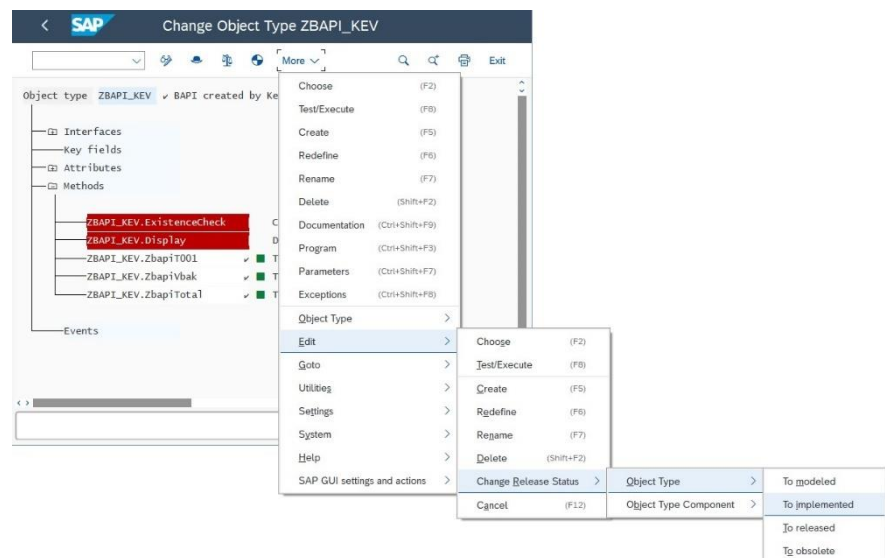 SAP Change Object Type ZBAPI_KEV
More Exit
Object type ZBAPI_KEV BAPI created by Ke
Interfaces
Key fields
Attributes
Methods
ZBAPI_KEV.ExistenceCheck C
ZBAPI_KEV.Display D
ZBAPI_KEV.ZbapiT001 T
ZBAPI_KEV.ZbapiVbak T
ZBAPI_KEV.ZbapiTotal T
Events
Choose (F2)
Test/Execute (F8)
Create (F5)
Redefine (F6)
Rename (F7)
Delete (Shift+F2)
Documentation (Ctrl+Shift+F9)
Program (Ctrl+Shift+F3)
Parameters (Ctrl+Shift+F7)
Exceptions (Ctrl+Shift+F8)
Object Type
Edit
Goto
Utilities
Settings
System
Help
SAP GUI settings and actions
Choose (F2)
Test/Execute (F8)
Create (F5)
Redefine (F6)
Rename (F7)
Delete (Shift+F2)
Change Release Status
Cancel (F12)
Object Type
Object Type Component
To modeled
To implemented
To released
To obsolete